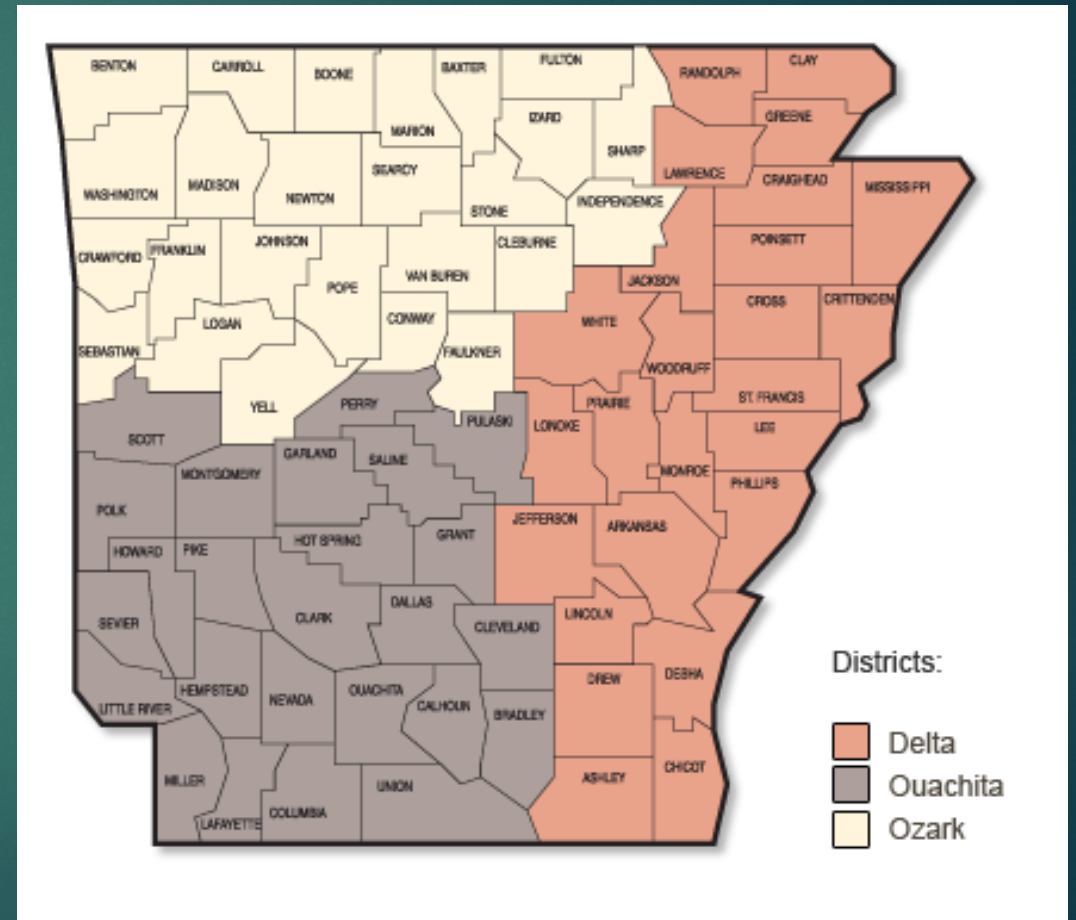 BENTON
CARROLL
BOONE
BAXTER
FULTON
RANDOLPH
CLAY
MARION
IZARD
GREENE
SHARP
LAWRENCE
WASHINGTON
MADISON
NEWTON
SEARCY
STONE
INDEPENDENCE
CRAIGHEAD
MISSISSIPPI
CRAWFORD
FRANKLIN
JOHNSON
POPE
VAN BUREN
CLEBURNE
JACKSON
POINSETT
LOGAN
CONWAY
WHITE
CROSS
CRITTENDEN
SEBASTIAN
FAULKNER
WOODRUFF
YELL
PERRY
PULASKI
LONOKE
PRAIRIE
ST. FRANCIS
SCOTT
GARLAND
SALINE
LEE
MONTGOMERY
MONROE
PHILLIPS
POLK
HOT SPRING
GRANT
JEFFERSON
ARKANSAS
HOWARD
PIKE
SEVIER
CLARK
DALLAS
CLEVELAND
LINCOLN
LITTLE RIVER
HEMPSTEAD
NEVADA
OUACHITA
CALHOUN
BRADLEY
DREW
DESHA
MILLER
LAFAYETTE
COLUMBIA
UNION
ASHLEY
CHICOT
Districts:
Delta
Ouachita
Ozark